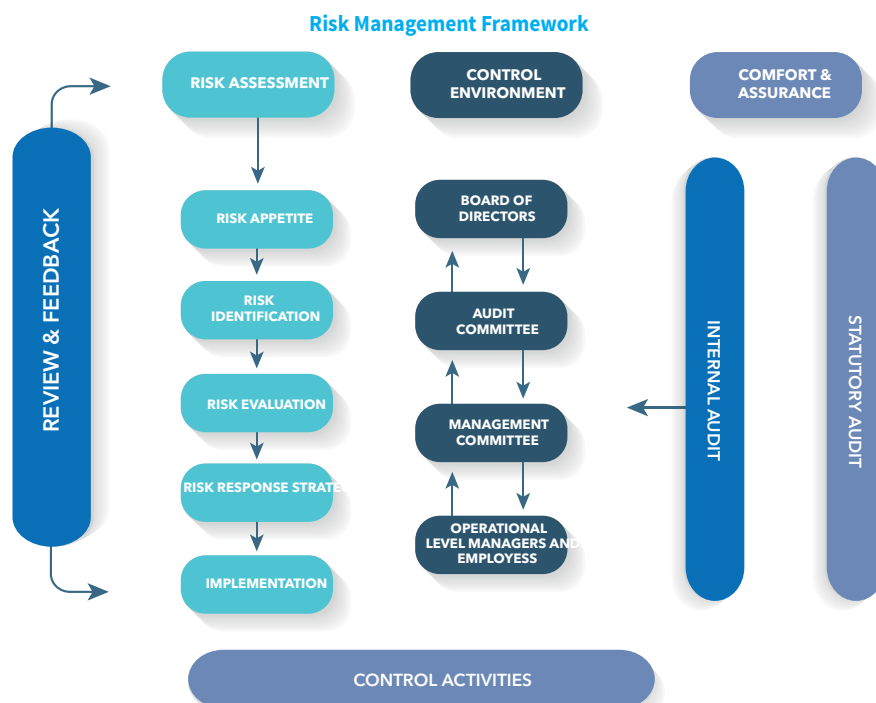 Risk Management Framework
RISK ASSESSMENT
CONTROL
ENVIRONMENT
COMFORT &
ASSURANCE
REVIEW & FEEDBACK
RISK APPETITE
RISK
IDENTIFICATION
RISK EVALUATION
RISK RESPONSE STRATE
IMPLEMENTATION
BOARD OF
DIRECTORS
AUDIT
COMMITTEE
MANAGEMENT
COMMITTEE
OPERATIONAL
LEVEL MANAGERS AND
EMPLOYESS
INTERNAL AUDIT
STATUTORY AUDIT
CONTROL ACTIVITIES